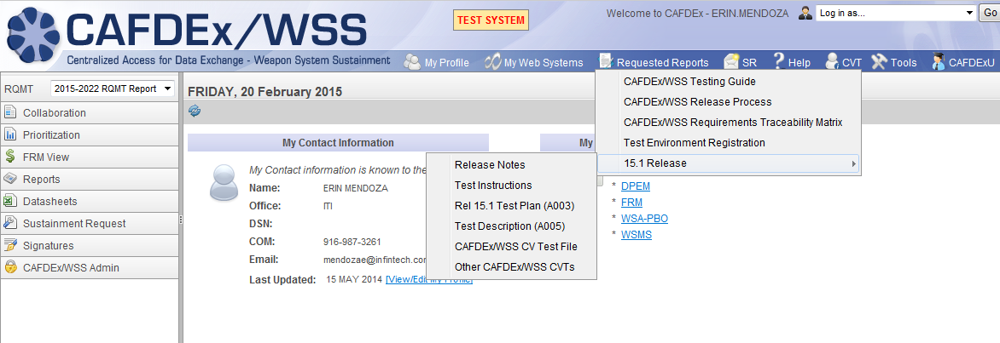 CAFDEx/WSS
Centralized Access for Data Exchange - Weapon System Sustainment
TEST SYSTEM
Welcome to CAFDEx - ERIN.MENDOZA
Log in as...
Go
My Profile
My Web Systems
Requested Reports
SR
Help
CVT
Tools
CAFDExU
RQMT
2015-2022 RQMT Report
Collaboration
Prioritization
FRM View
Reports
Datasheets
Sustainment Request
Signatures
CAFDEx/WSS Admin
FRIDAY, 20 February 2015
My Contact Information
My Contact information is known to the
Name: ERIN MENDOZA
Office: ITI
DSN:
COM: 916-987-3261
Email: mendozae@infintech.com
Last Updated: 15 MAY 2014 [View/Edit My Profile]
My
* DPEM
* FRM
* WSA-PBO
* WSMS
CAFDEx/WSS Testing Guide
CAFDEx/WSS Release Process
CAFDEx/WSS Requirements Traceability Matrix
Test Environment Registration
15.1 Release
Release Notes
Test Instructions
Rel 15.1 Test Plan (A003)
Test Description (A005)
CAFDEx/WSS CV Test File
Other CAFDEx/WSS CVTs